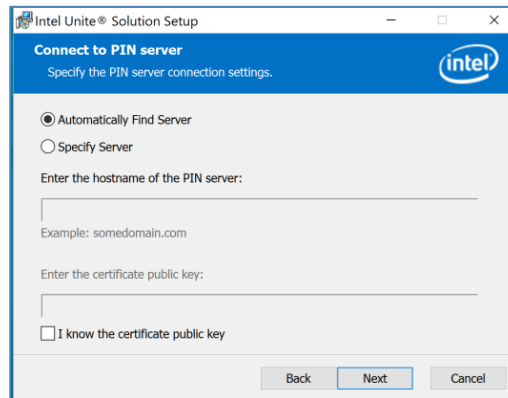 Intel Unite® Solution Setup
Connect to PIN server
Specify the PIN server connection settings.
intel
Automatically Find Server
Specify Server
Enter the hostname of the PIN server:
Example: somedomain.com
Enter the certificate public key:
I know the certificate public key
Back Next Cancel